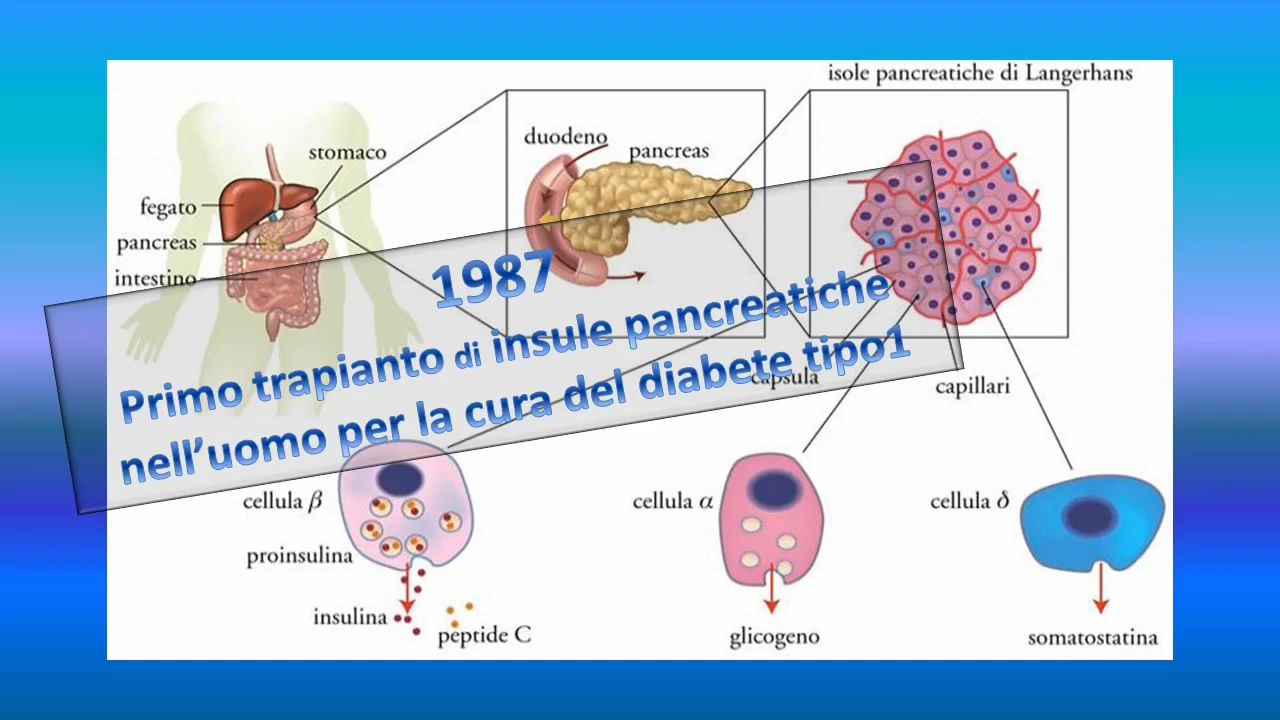 isole pancreatiche di Langerhans
duodeno
pancreas
stomaco
fegato
pancreas
intestino
1987
Primo trapianto di insule pancreatiche
nell'uomo per la cura del diabete tipo1
capsula
capillari
cellula β
cellula α
cellula δ
proinsulina
insulina
peptide C
glicogeno
somatostatina